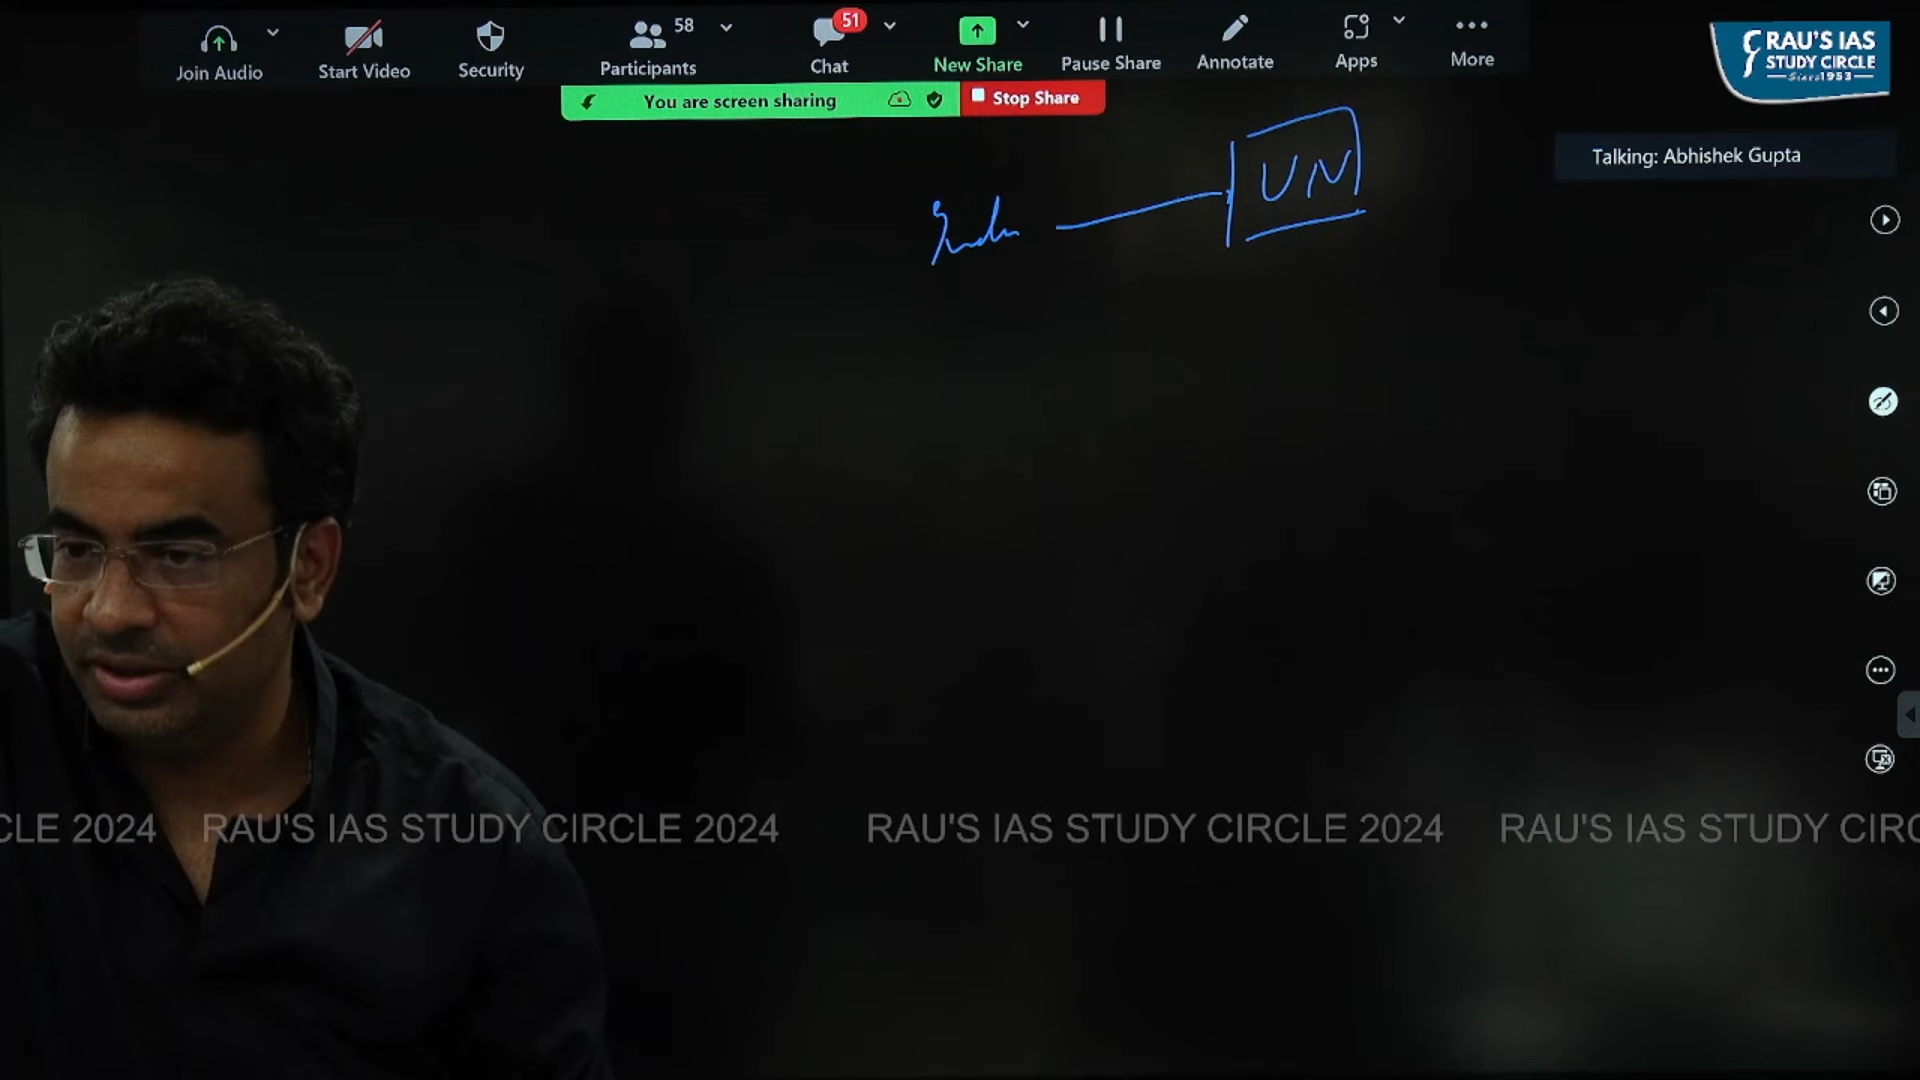 58
51
Join Audio
Start Video
Security
Participants
Chat
New Share
Pause Share
Annotate
Apps
More
You are screen sharing
Stop Share
RAU'S IAS
STUDY CIRCLE
Since 1953
Talking: Abhishek Gupta
UN
CLE 2024 RAU'S IAS STUDY CIRCLE 2024 RAU'S IAS STUDY CIRCLE 2024 RAU'S IAS STUDY CIRC